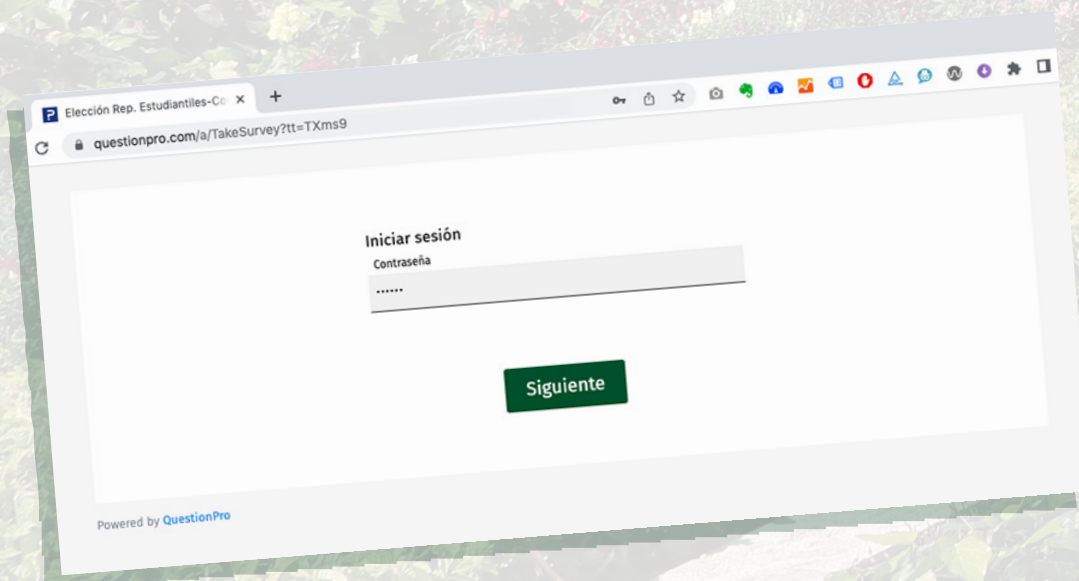 Elección Rep. Estudiantiles-Co
questionpro.com/a/TakeSurvey?tt=TXms9
Iniciar sesión
Contraseña
Siguiente
Powered by QuestionPro